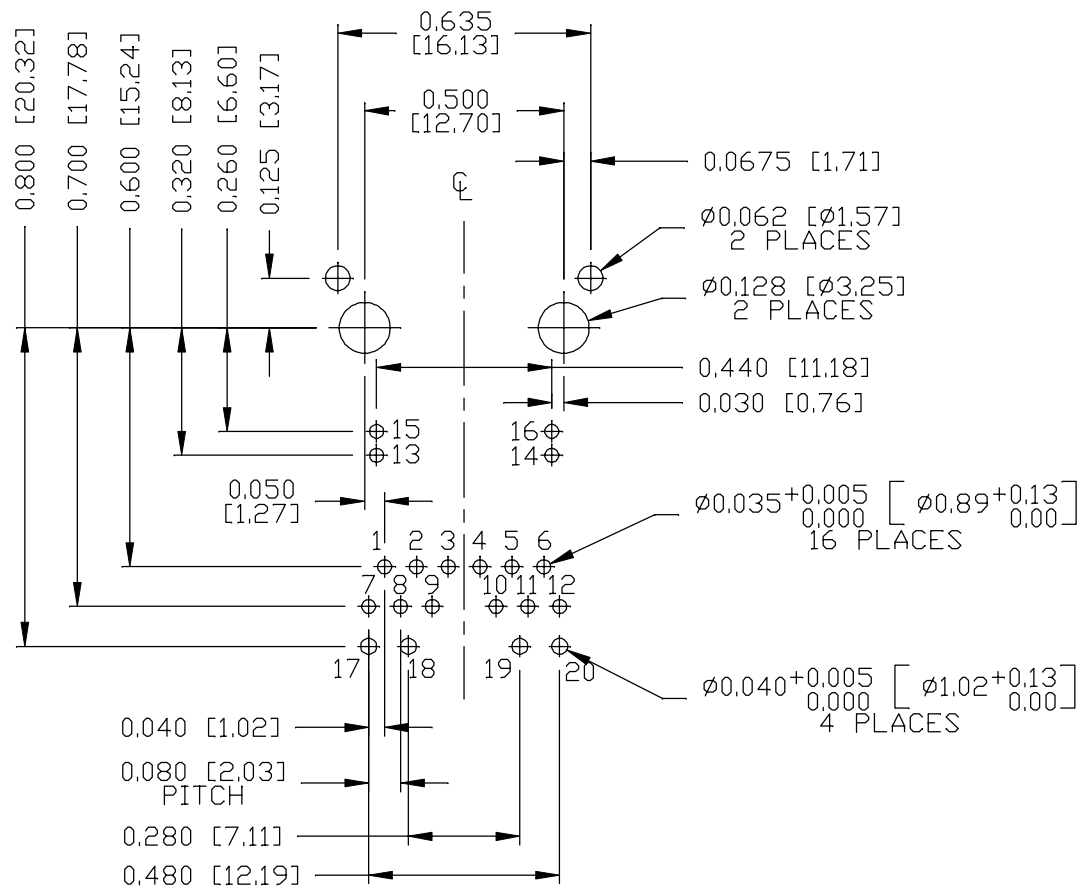 0.635
[16.13]
0.800 [20.32]
0.700 [17.78]
0.600 [15.24]
0.320 [8.13]
0.260 [6.60]
0.125 [3.17]
0.500
[12.70]
0.0675 [1.71]
℄
Ø0.062 [Ø1.57]
2 PLACES
Ø0.128 [Ø3.25]
2 PLACES
0.440 [11.18]
0.030 [0.76]
15 16
13 14
0.050
[1.27]
Ø0.035 +0.005 0.000 [ Ø0.89 +0.13 0.00 ]
16 PLACES
1 2 3 4 5 6
7 8 9 10 11 12
17 18 19 20
Ø0.040 +0.005 0.000 [ Ø1.02 +0.13 0.00 ]
4 PLACES
0.040 [1.02]
0.080 [2.03]
PITCH
0.280 [7.11]
0.480 [12.19]